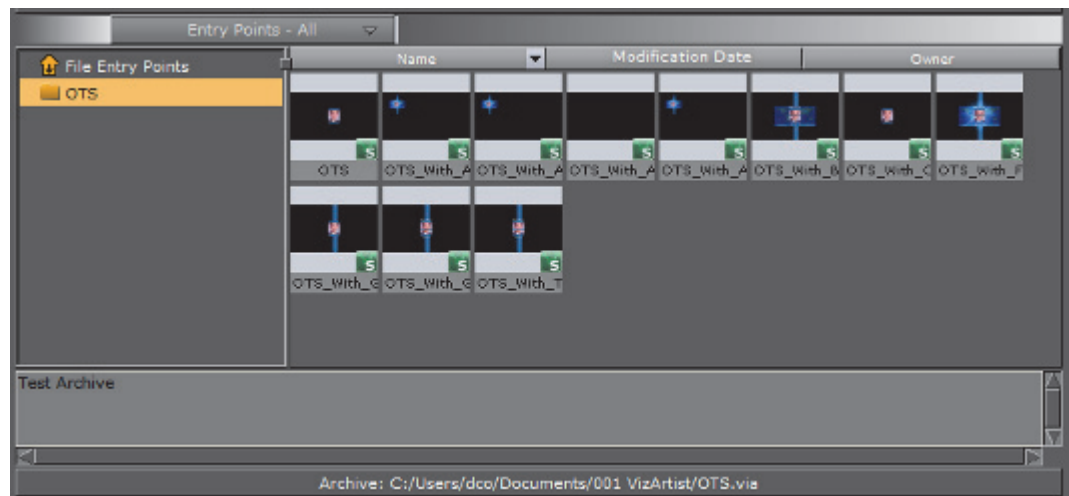 Entry Points - All
File Entry Points
OTS
Name Modification Date Owner
S S S S S S S S
OTS OTS_With_A OTS_With_A OTS_With_A OTS_With_A OTS_With_B OTS_With_C OTS_With_F
S S S
OTS_With_G OTS_With_G OTS_With_T
Test Archive
Archive: C:/Users/dco/Documents/001 VizArtist/OTS.via